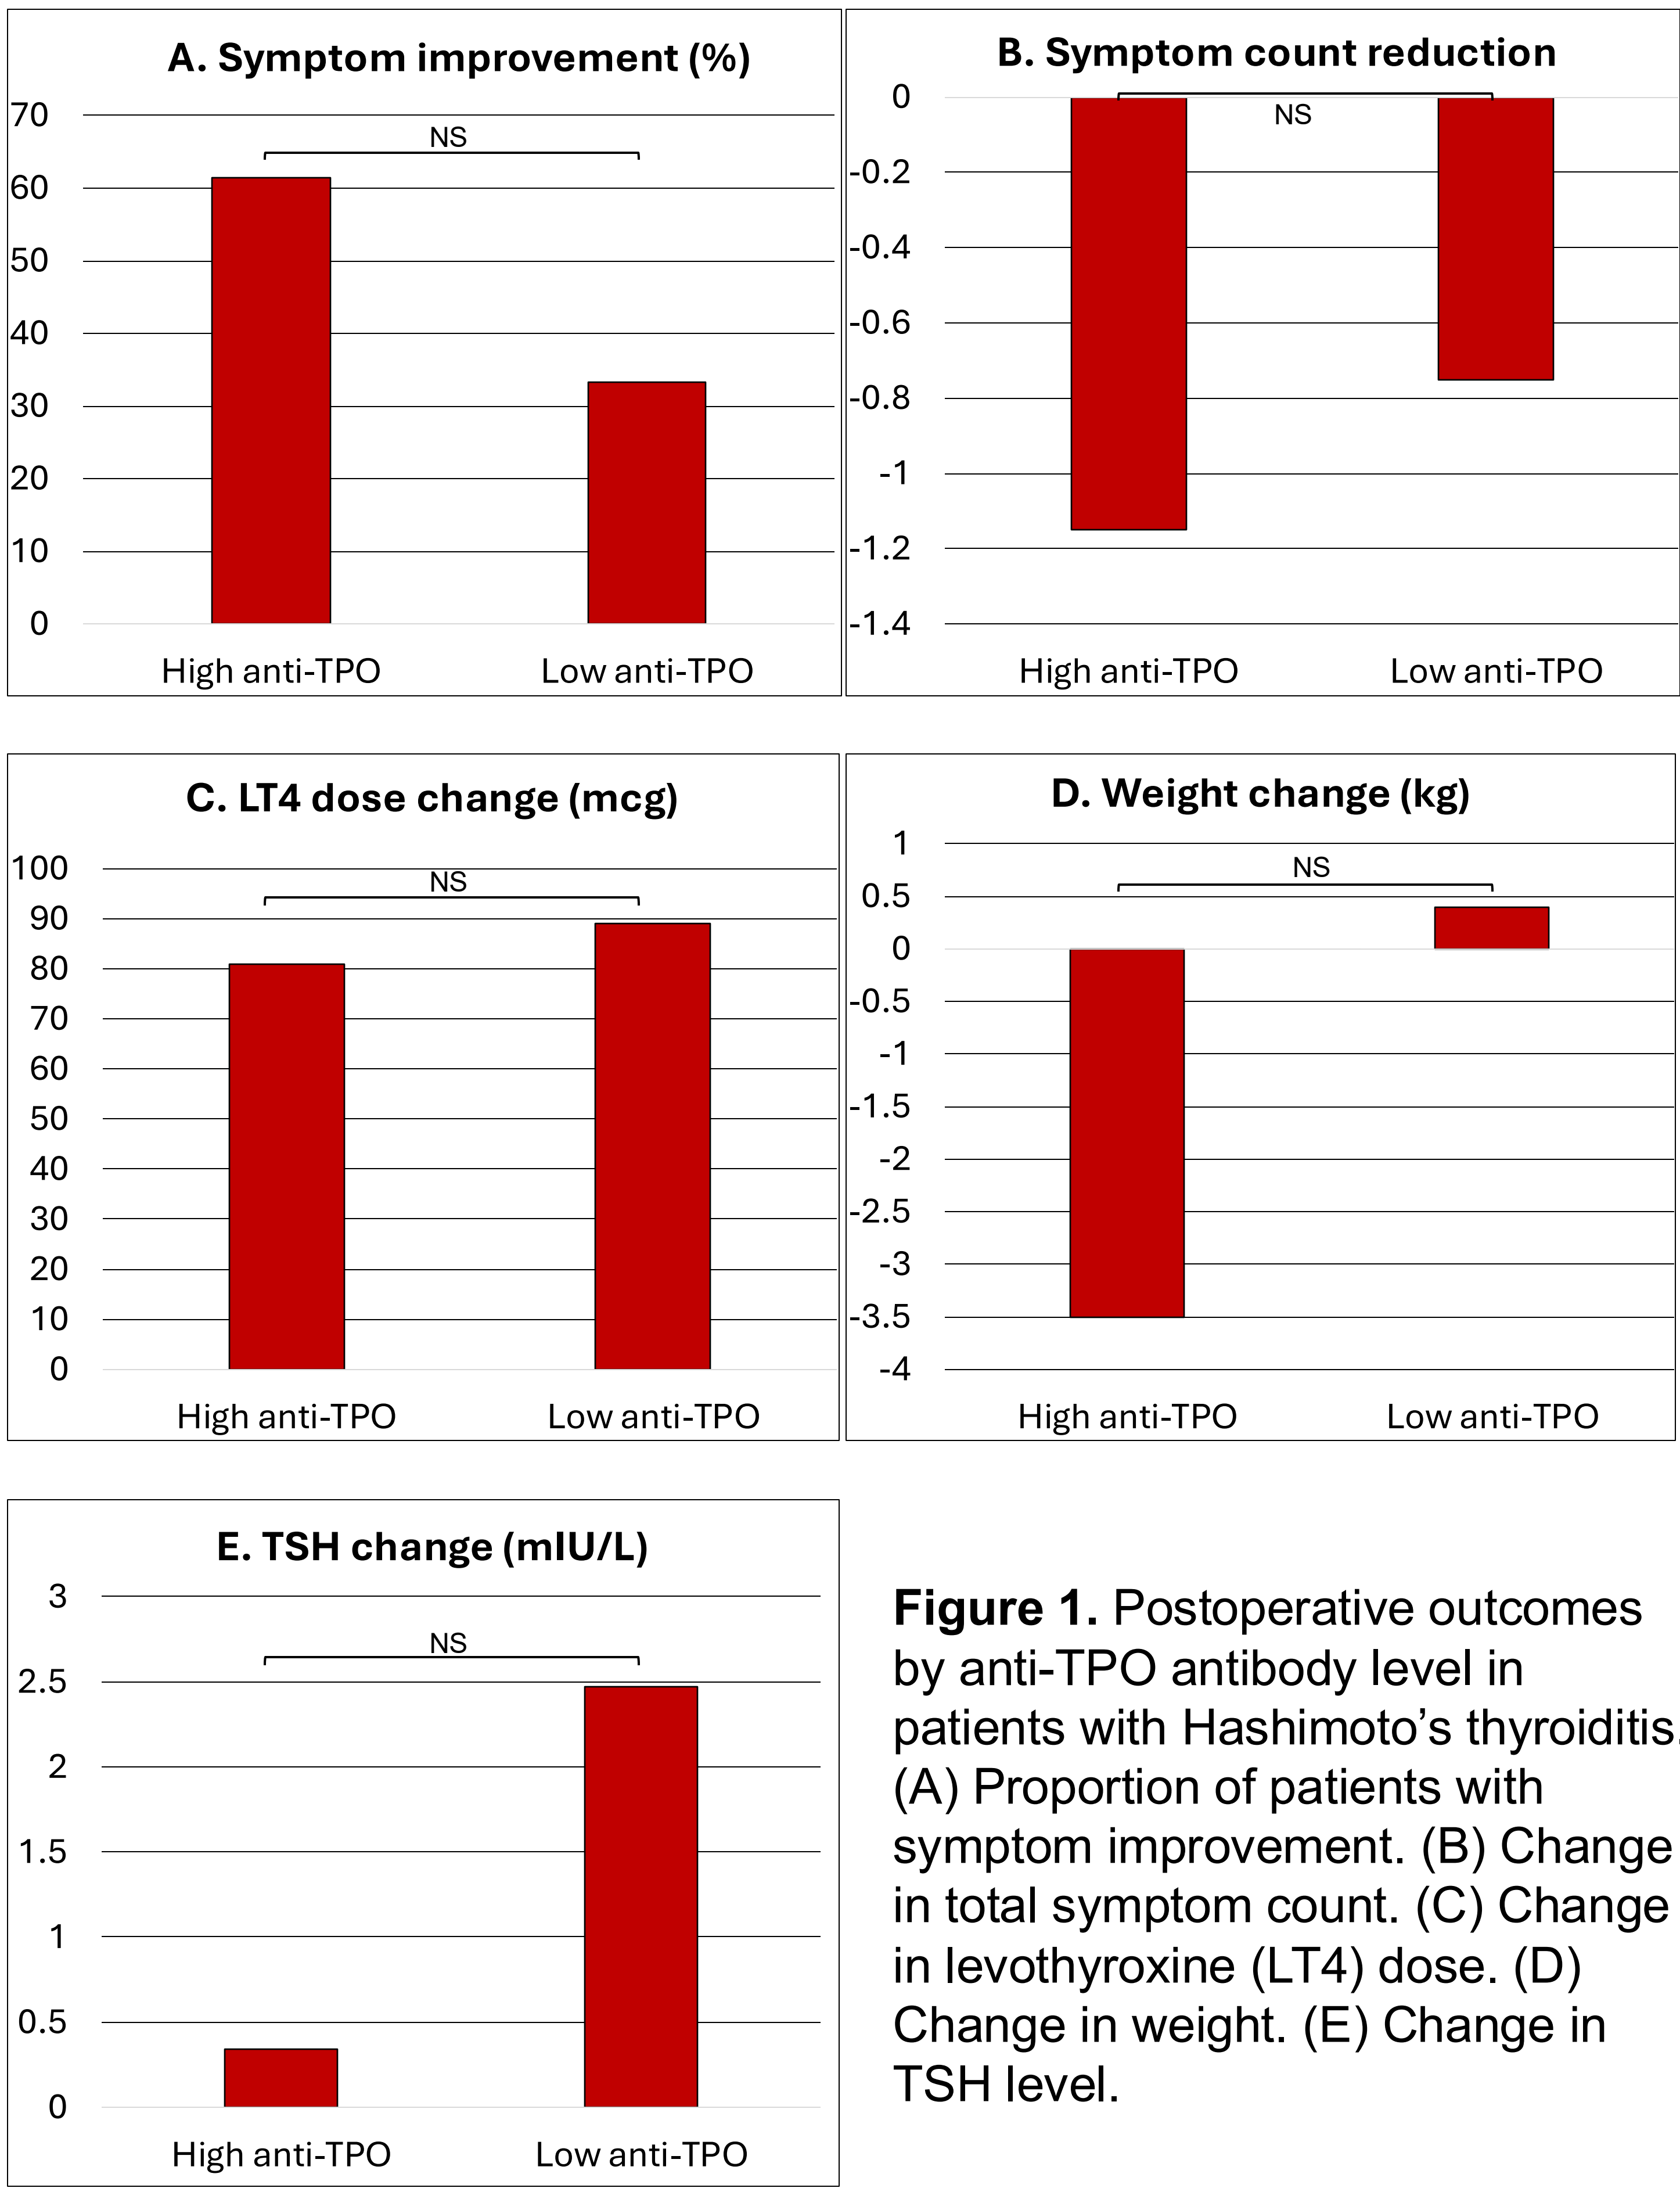 A. Symptom improvement (%)
70
60
50
40
30
20
10
0
NS
High anti-TPO
Low anti-TPO
B. Symptom count reduction
0
-0.2
-0.4
-0.6
-0.8
-1
-1.2
-1.4
NS
High anti-TPO
Low anti-TPO
C. LT4 dose change (mcg)
100
90
80
70
60
50
40
30
20
10
0
NS
High anti-TPO
Low anti-TPO
D. Weight change (kg)
1
0.5
0
-0.5
-1
-1.5
-2
-2.5
-3
-3.5
-4
NS
High anti-TPO
Low anti-TPO
E. TSH change (mIU/L)
3
2.5
2
1.5
1
0.5
0
NS
High anti-TPO
Low anti-TPO
Figure 1. Postoperative outcomes
by anti-TPO antibody level in
patients with Hashimoto’s thyroiditis.
(A) Proportion of patients with
symptom improvement. (B) Change
in total symptom count. (C) Change
in levothyroxine (LT4) dose. (D)
Change in weight. (E) Change in
TSH level.